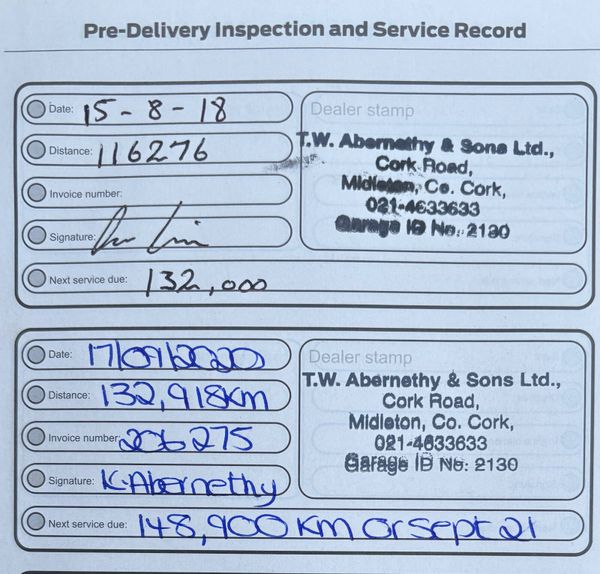 Pre-Delivery Inspection and Service Record
Date: 15-8-18
Distance: 116276
Invoice number:
Signature:
Next service due: 132,000
Dealer stamp
T.W. Abernethy & Sons Ltd.,
Cork Road,
Midleton, Co. Cork,
021-4633633
Garage ID No. 2130
Date: 17/09/2020
Distance: 132,918km
Invoice number 206275
Signature: K. Abernethy
Next service due: 148,900 km or sept 21
Dealer stamp
T.W. Abernethy & Sons Ltd.,
Cork Road,
Midleton, Co. Cork,
021-4633633
Garage ID No. 2130